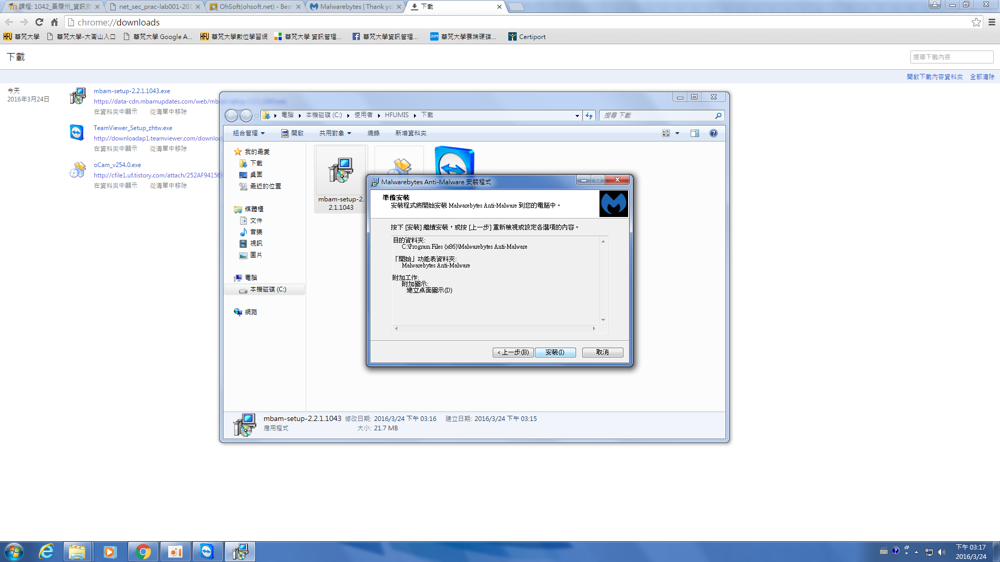 課程: 1042_黃履州_資訊安
net_sec_prac-lab001-201
OhSoft(ohsoft.net) - Best
Malwarebytes | Thank yo
下載
chrome://downloads
華梵大學
華梵大學-大崙山入口
華梵大學 Google A...
華梵大學數位學習網
華梵大學 資訊管理...
華梵大學資訊管理...
華梵大學雲端硬碟...
Certiport
下載
搜尋下載內容
開啟下載內容資料夾
全部清除
今天
2016年3月24日
mbam-setup-2.2.1.1043.exe
https://data-cdn.mbamupdates.com/web/mb
在資料夾中顯示
從清單中移除
TeamViewer_Setup_zhtw.exe
http://downloadap1.teamviewer.com/downlo
在資料夾中顯示
從清單中移除
oCam_v254.0.exe
http://cfile1.uf.tistory.com/attach/252AF9415
在資料夾中顯示
從清單中移除
電腦
本機磁碟 (C:)
使用者
HFUMIS
下載
搜尋 下載
組合管理
開啟
共用對象
燒錄
新增資料夾
我的最愛
下載
桌面
最近的位置
媒體櫃
文件
音樂
視訊
圖片
電腦
本機磁碟 (C:)
網路
mbam-setup-2.
2.1.1043
Malwarebytes Anti-Malware 安裝程式
準備安裝
安裝程式將開始安裝 Malwarebytes Anti-Malware 到您的電腦中。
按下 [安裝] 繼續安裝，或按 [上一步] 重新檢視或設定各選項的內容。
目的資料夾:
C:\Program Files (x86)\Malwarebytes Anti-Malware
「開始」功能表資料夾:
Malwarebytes Anti-Malware
附加工作:
附加圖示:
建立桌面圖示(D)
< 上一步(B)
安裝(I)
取消
mbam-setup-2.2.1.1043
修改日期: 2016/3/24 下午 03:16
建立日期: 2016/3/24 下午 03:15
應用程式
大小: 21.7 MB
下午 03:17
2016/3/24